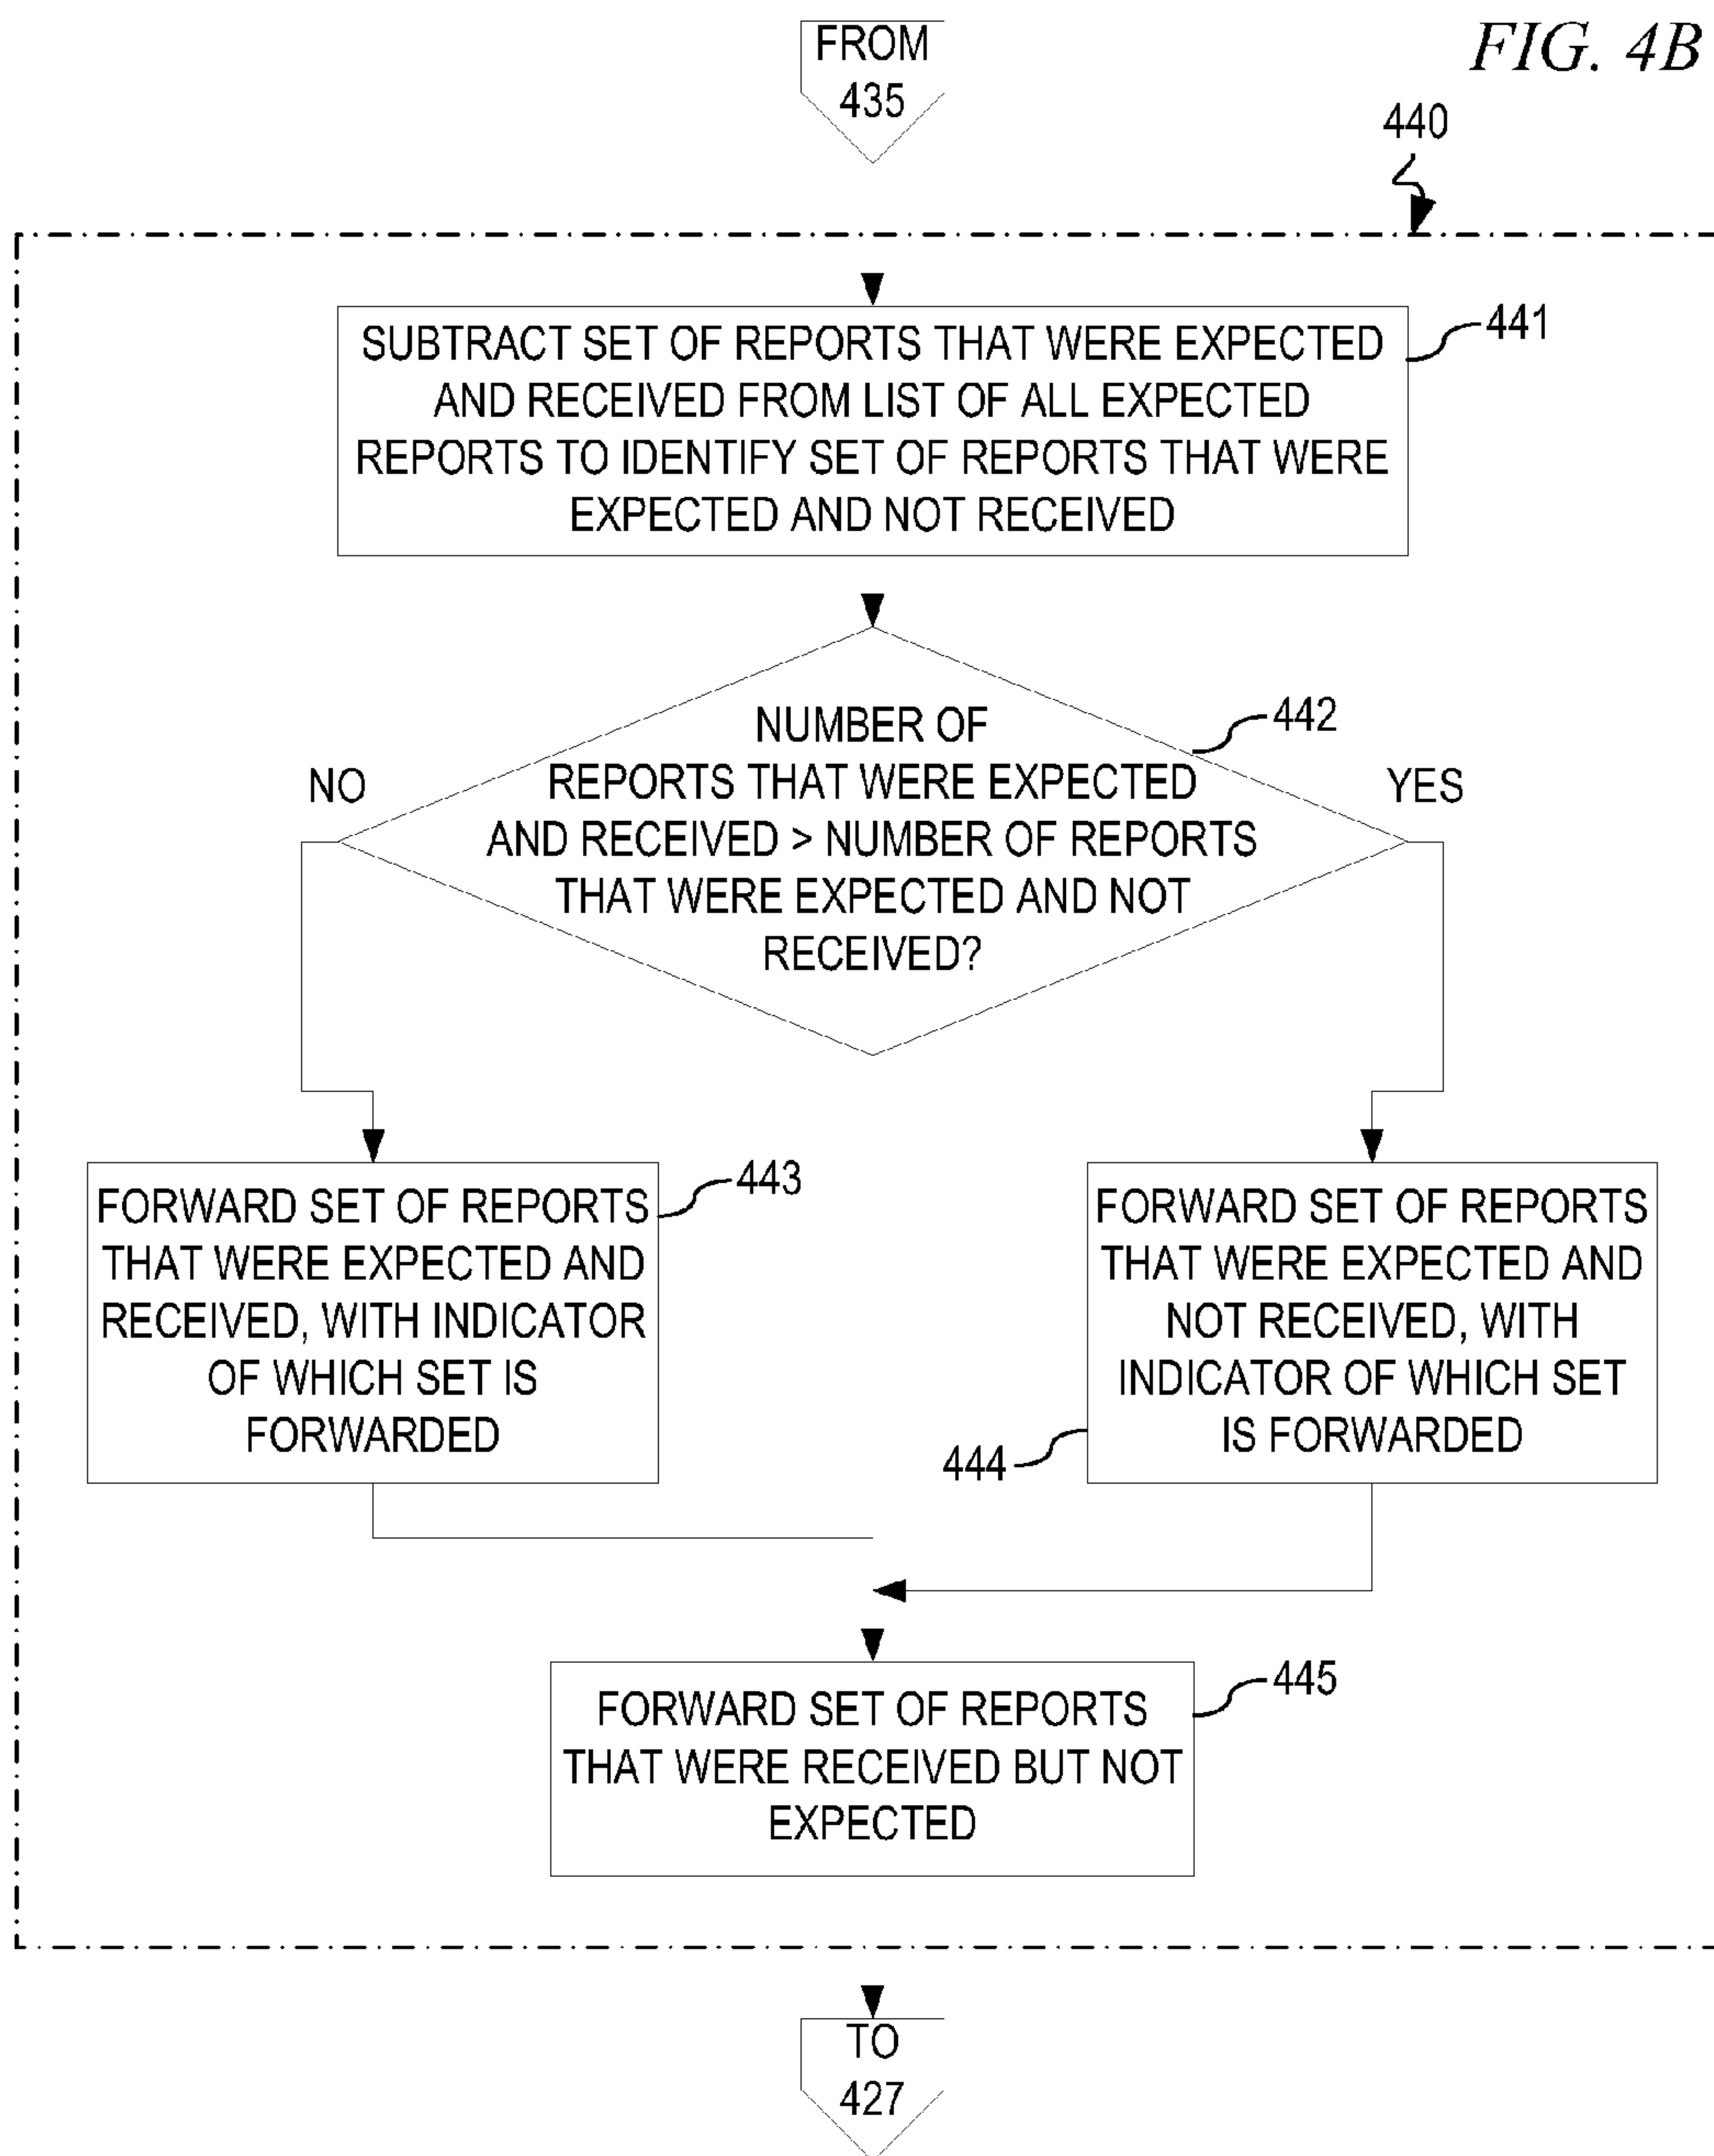 FROM
435
FIG. 4B
440
SUBTRACT SET OF REPORTS THAT WERE EXPECTED
AND RECEIVED FROM LIST OF ALL EXPECTED
REPORTS TO IDENTIFY SET OF REPORTS THAT WERE
EXPECTED AND NOT RECEIVED
441
NUMBER OF
REPORTS THAT WERE EXPECTED
AND RECEIVED > NUMBER OF REPORTS
THAT WERE EXPECTED AND NOT
RECEIVED?
442
NO
YES
FORWARD SET OF REPORTS
THAT WERE EXPECTED AND
RECEIVED, WITH INDICATOR
OF WHICH SET IS
FORWARDED
443
FORWARD SET OF REPORTS
THAT WERE EXPECTED AND
NOT RECEIVED, WITH
INDICATOR OF WHICH SET
IS FORWARDED
444
FORWARD SET OF REPORTS
THAT WERE RECEIVED BUT NOT
EXPECTED
445
TO
427